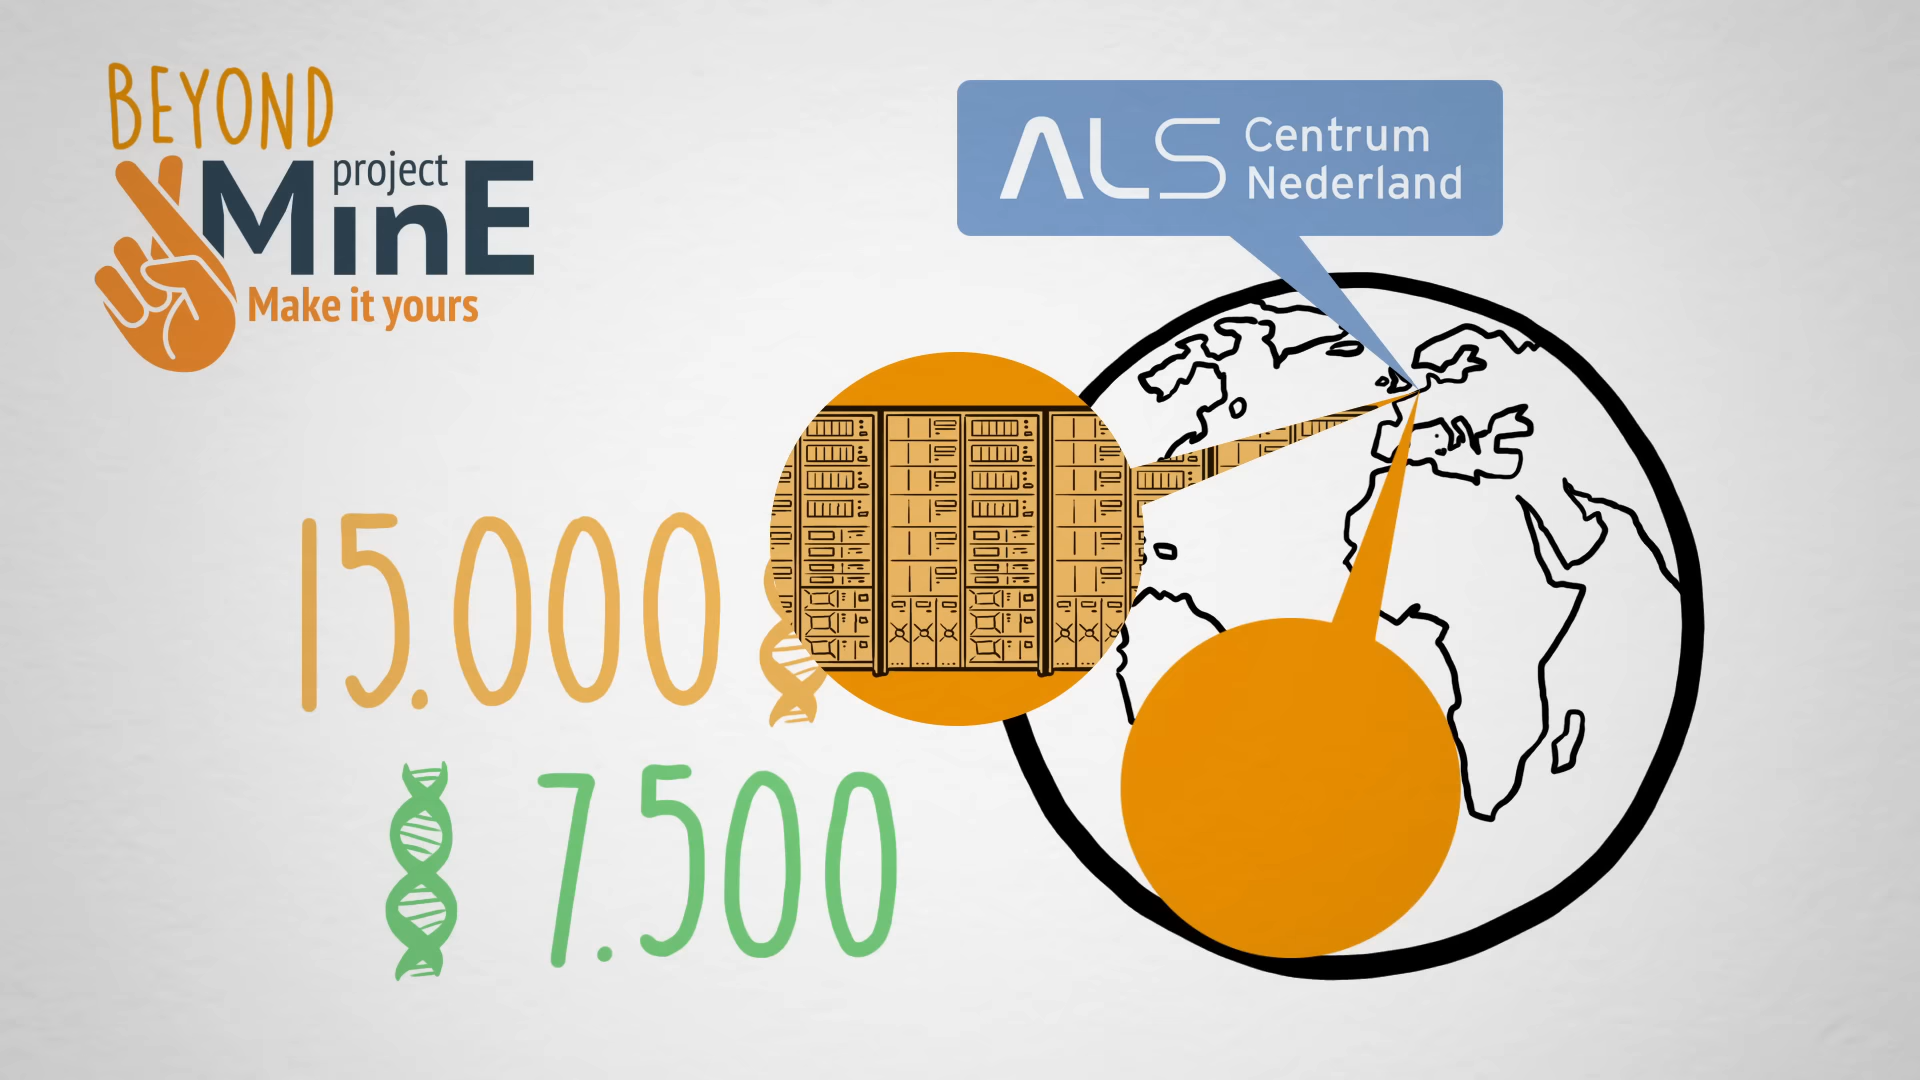 BEYOND
project
MinE
Make it yours
ALS Centrum
Nederland
15.000
7.500